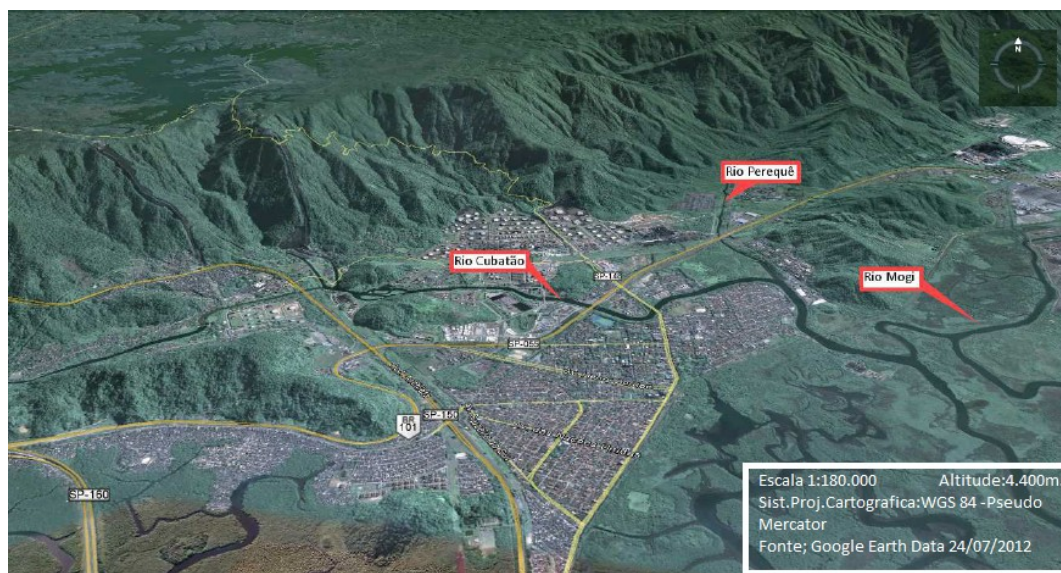 N
Rio Perequê
Rio Cubatão
Rio Mogi
SP-055
BR
101
SP-150
SP-160
Escala 1:180.000 Altitude:4.400m
Sist.Proj.Cartografica:WGS 84 -Pseudo
Mercator
Fonte; Google Earth Data 24/07/2012